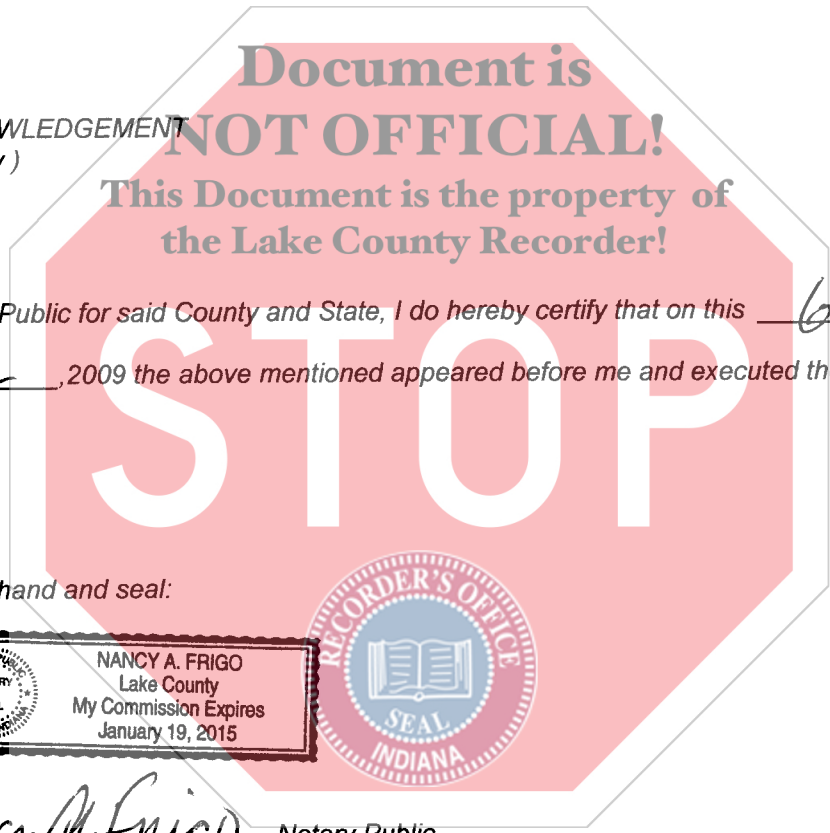 Document is
WLEDGEMENT
NOT OFFICIAL!
)
This Document is the property of
the Lake County Recorder!
Public for said County and State, I do hereby certify that on this 6
,2009 the above mentioned appeared before me and executed th
STOP
hand and seal:
RECORDER'S OFFICE
SEAL
INDIANA
NANCY A. FRIGO
Lake County
My Commission Expires
January 19, 2015
Frigo Notary Public